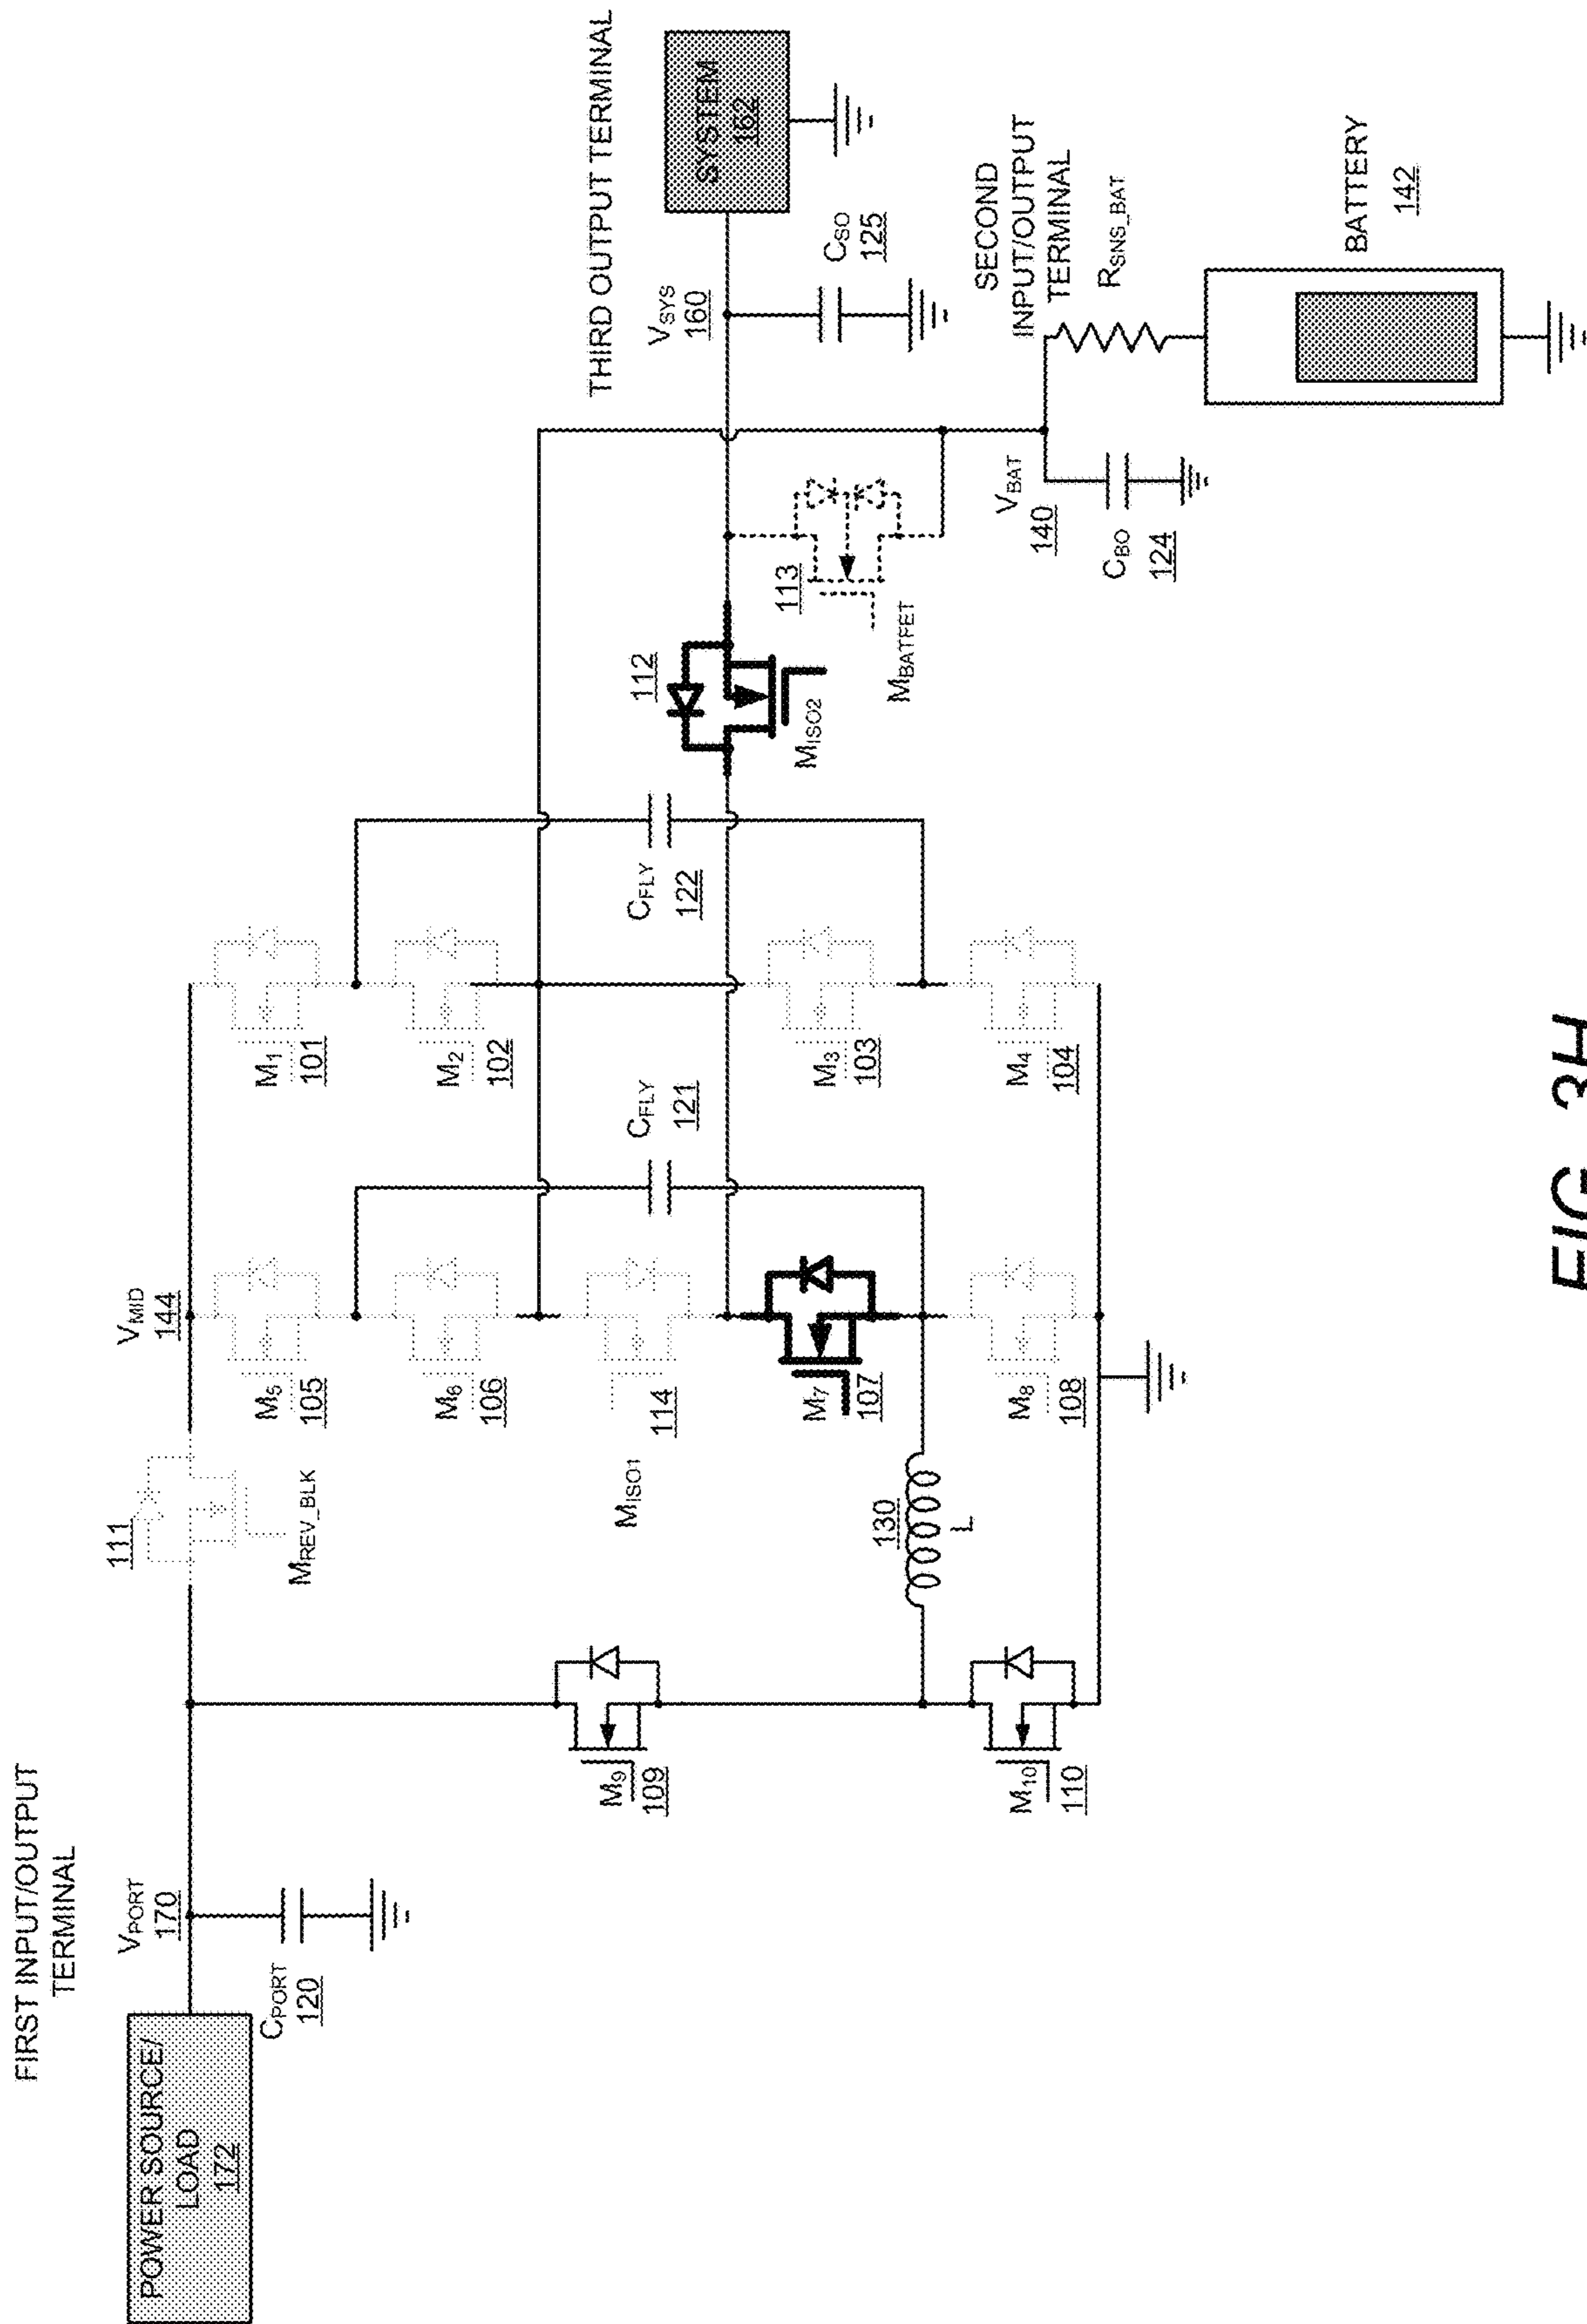 FIRST INPUT/OUTPUT
TERMINAL
POWER SOURCE/
LOAD
172
VPORT
170
CPORT
120
111
MREV_BLK
VMID
144
M9
109
M10
110
130
L
M5
105
M6
106
MISO1
114
M7
107
M8
108
CFLY
121
M1
101
M2
102
M3
103
M4
104
CFLY
122
112
MISO2
113
MBATFET
THIRD OUTPUT TERMINAL
VSYS
160
SYSTEM
162
CSO
125
SECOND
INPUT/OUTPUT
TERMINAL
VBAT
140
CBO
124
RSNS_BAT
BATTERY
142
FIG. 3H